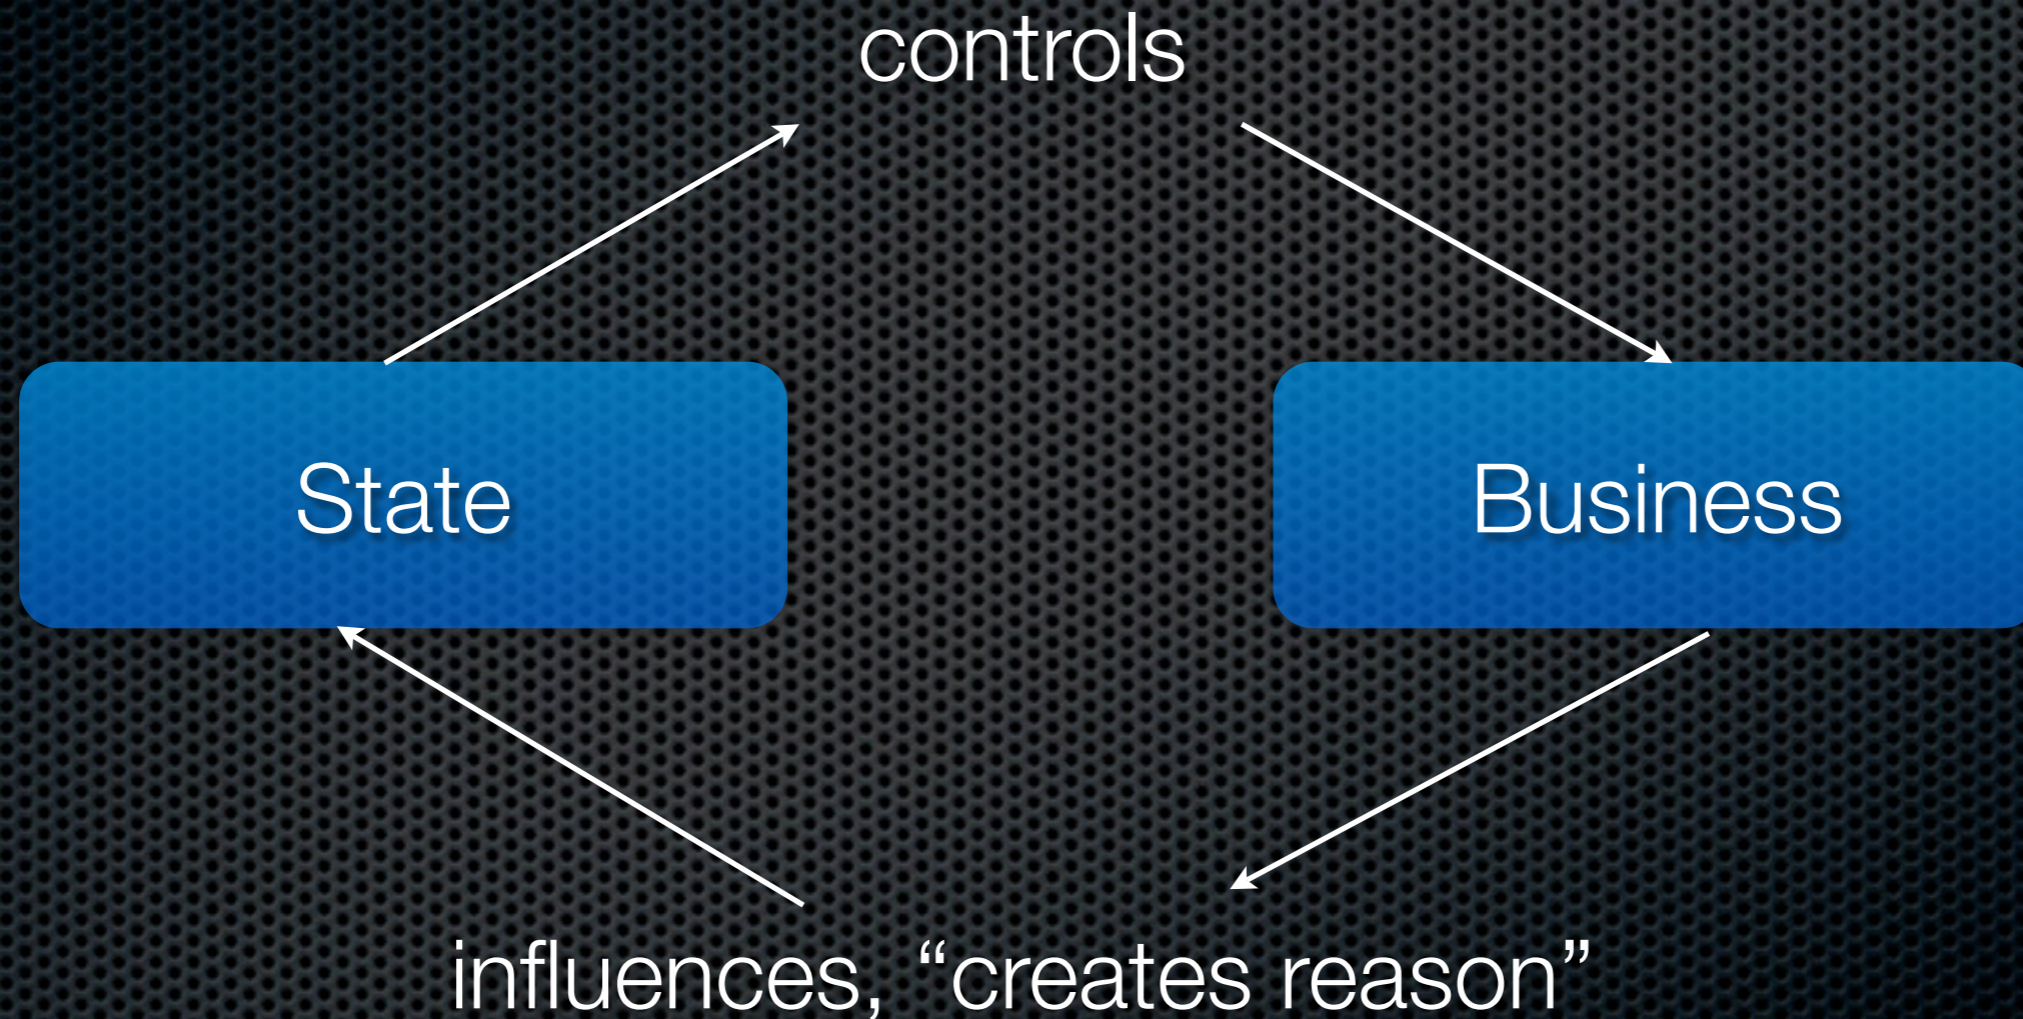 controls
State
Business
influences, “creates reason”